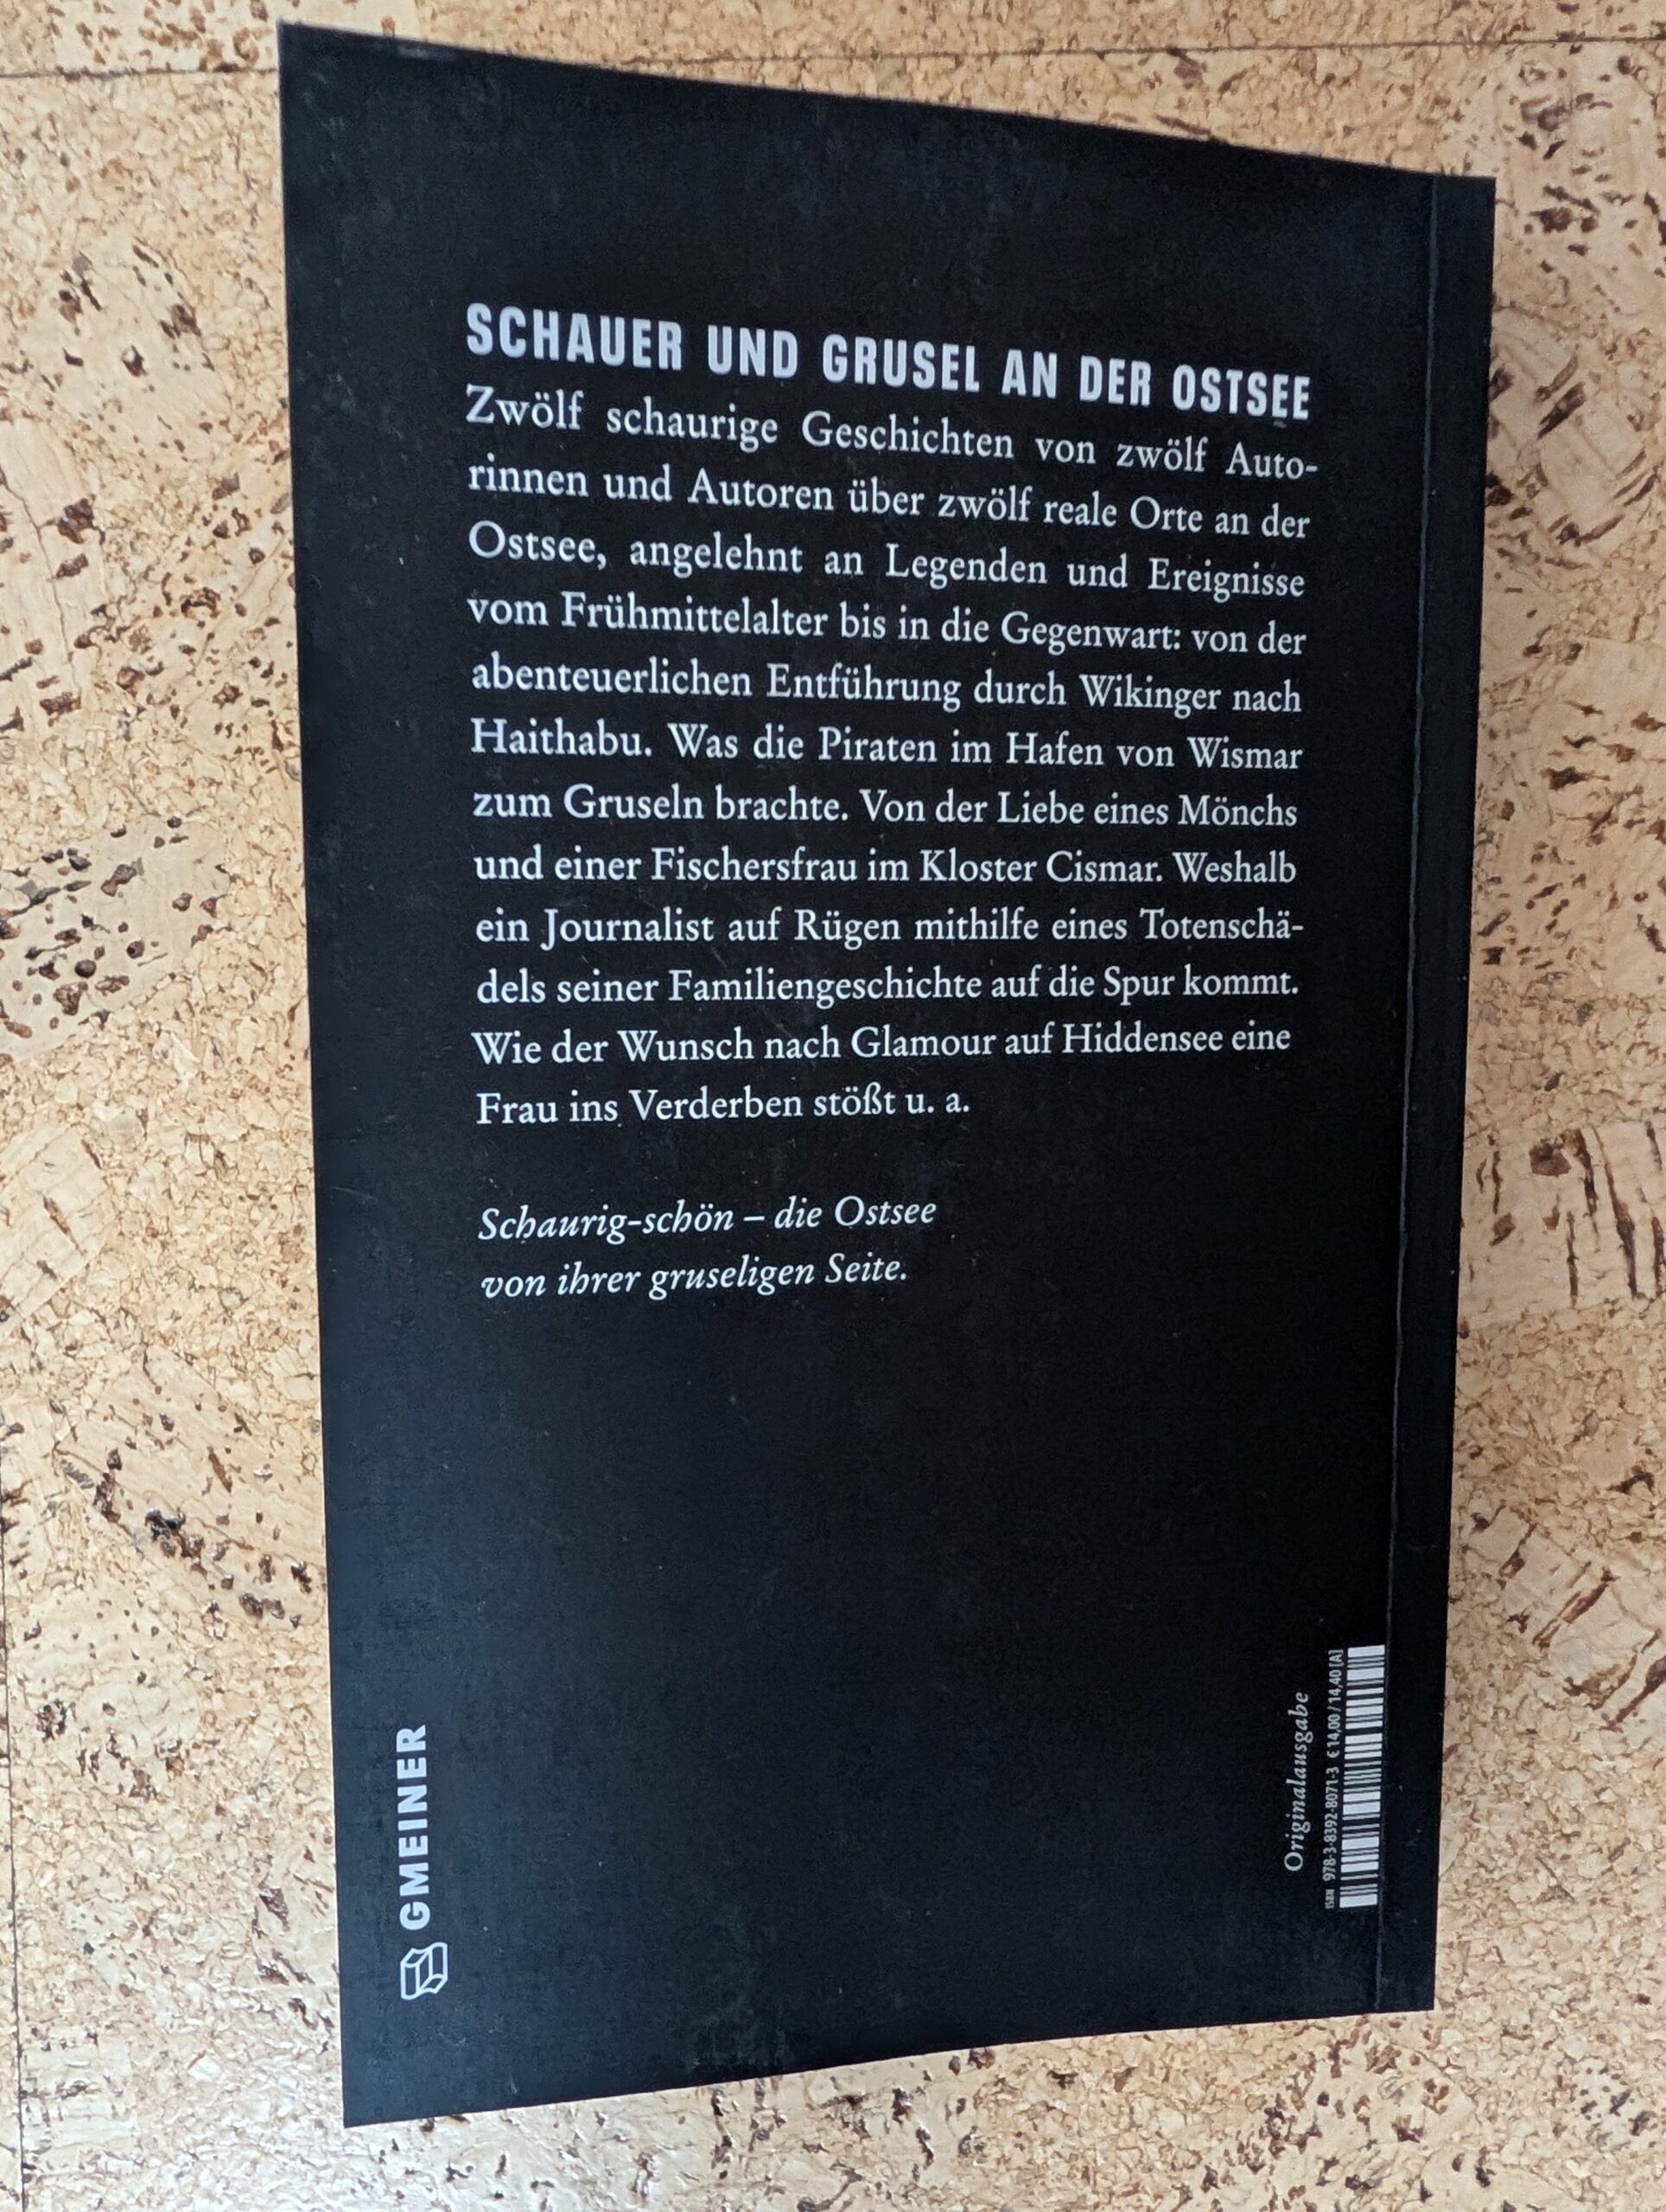 SCHAUER UND GRUSEL AN DER OSTSEE
Zwölf schaurige Geschichten von zwölf Auto-
rinnen und Autoren über zwölf reale Orte an der
Ostsee, angelehnt an Legenden und Ereignisse
vom Frühmittelalter bis in die Gegenwart: von der
abenteuerlichen Entführung durch Wikinger nach
Haithabu. Was die Piraten im Hafen von Wismar
zum Gruseln brachte. Von der Liebe eines Mönchs
und einer Fischersfrau im Kloster Cismar. Weshalb
ein Journalist auf Rügen mithilfe eines Totenschä-
dels seiner Familiengeschichte auf die Spur kommt.
Wie der Wunsch nach Glamour auf Hiddensee eine
Frau ins Verderben stößt u. a.
Schaurig-schön – die Ostsee
von ihrer gruseligen Seite.
GMEINER
Originalausgabe
ISBN 978-3-8392-8071-3 € 14,00 / 14,40 [A]